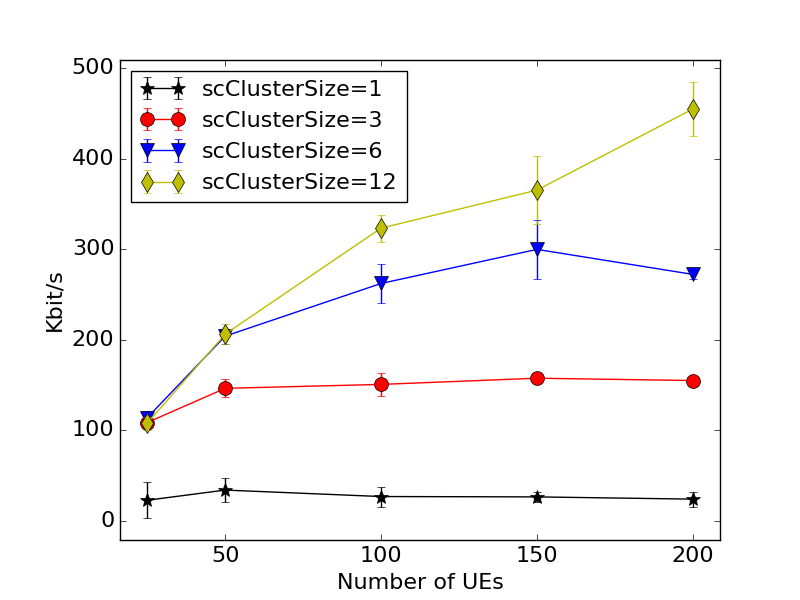 500
400
300
200
100
0
Kbit/s
scClusterSize=1
scClusterSize=3
scClusterSize=6
scClusterSize=12
50
100
150
200
Number of UEs